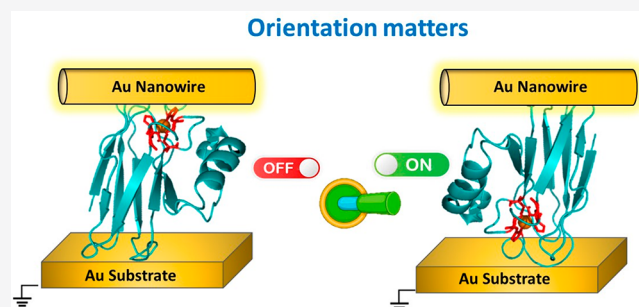 Orientation matters
Au Nanowire
Au Nanowire
OFF
ON
Au Substrate
Au Substrate